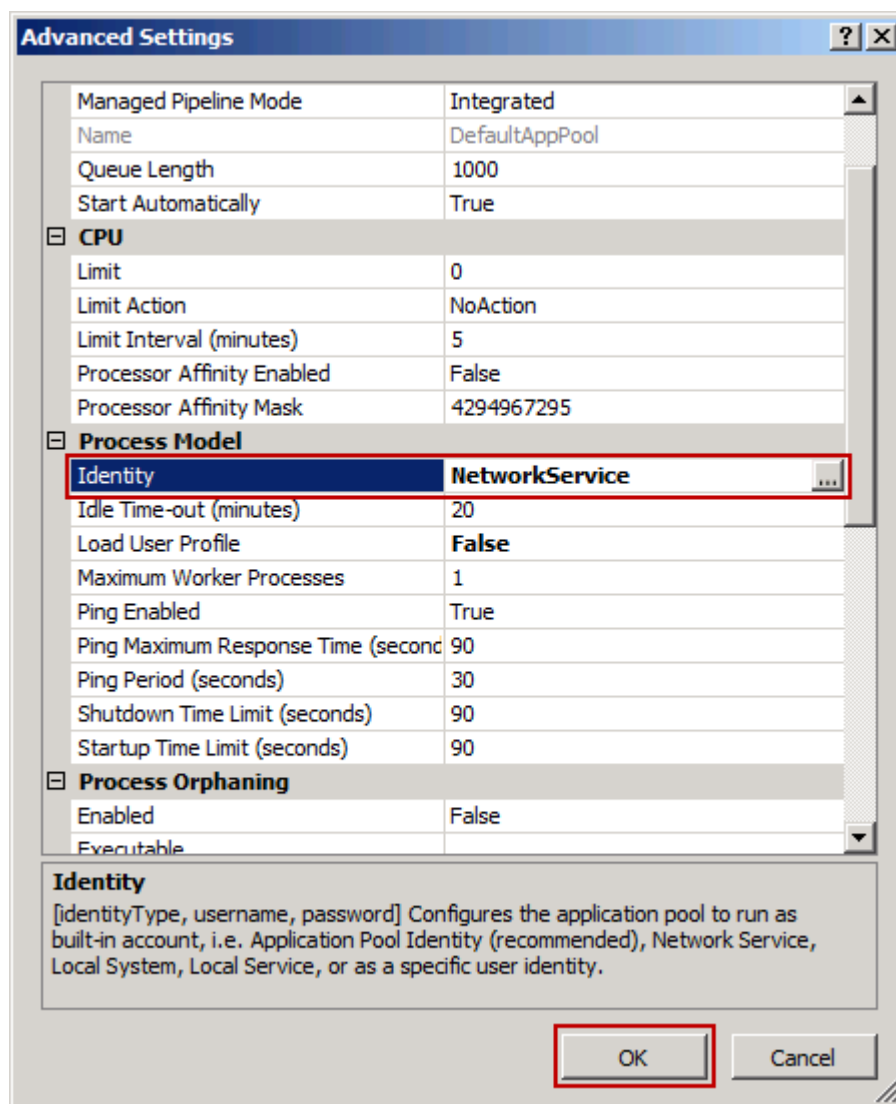 Advanced Settings
Managed Pipeline Mode Integrated
Name DefaultAppPool
Queue Length 1000
Start Automatically True
CPU
Limit 0
Limit Action NoAction
Limit Interval (minutes) 5
Processor Affinity Enabled False
Processor Affinity Mask 4294967295
Process Model
Identity NetworkService ...
Idle Time-out (minutes) 20
Load User Profile False
Maximum Worker Processes 1
Ping Enabled True
Ping Maximum Response Time (second 90
Ping Period (seconds) 30
Shutdown Time Limit (seconds) 90
Startup Time Limit (seconds) 90
Process Orphaning
Enabled False
Executable
Identity
[identityType, username, password] Configures the application pool to run as
built-in account, i.e. Application Pool Identity (recommended), Network Service,
Local System, Local Service, or as a specific user identity.
OK Cancel